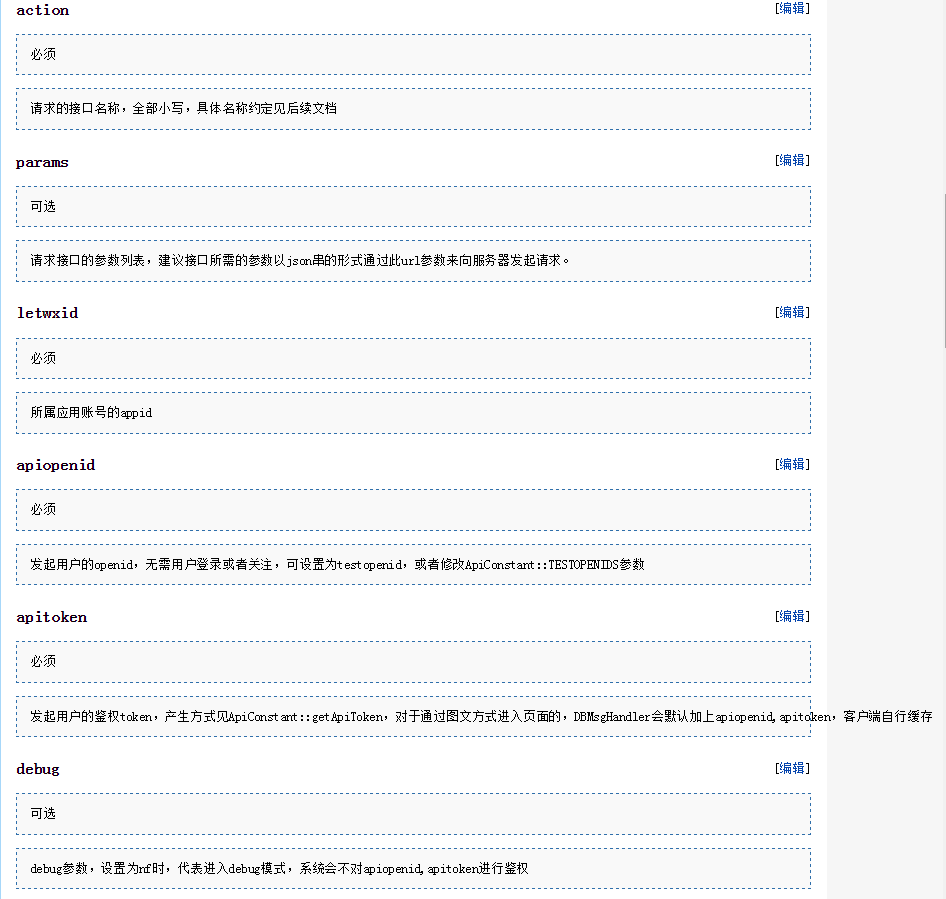 action [编辑]
必须
请求的接口名称，全部小写，具体名称约定见后续文档
params [编辑]
可选
请求接口的参数列表，建议接口所需的参数以json串的形式通过此url参数来向服务器发起请求。
letwxid [编辑]
必须
所属应用账号的appid
apiopenid [编辑]
必须
发起用户的openid，无需用户登录或者关注，可设置为testopenid，或者修改ApiConstant::TESTOPENIDS参数
apitoken [编辑]
必须
发起用户的鉴权token，产生方式见ApiConstant::getApiToken，对于通过图文方式进入页面的，DBMsgHandler会默认加上apiopenid,apitoken，客户端自行缓存
debug [编辑]
可选
debug参数，设置为nf时，代表进入debug模式，系统会不对apiopenid,apitoken进行鉴权